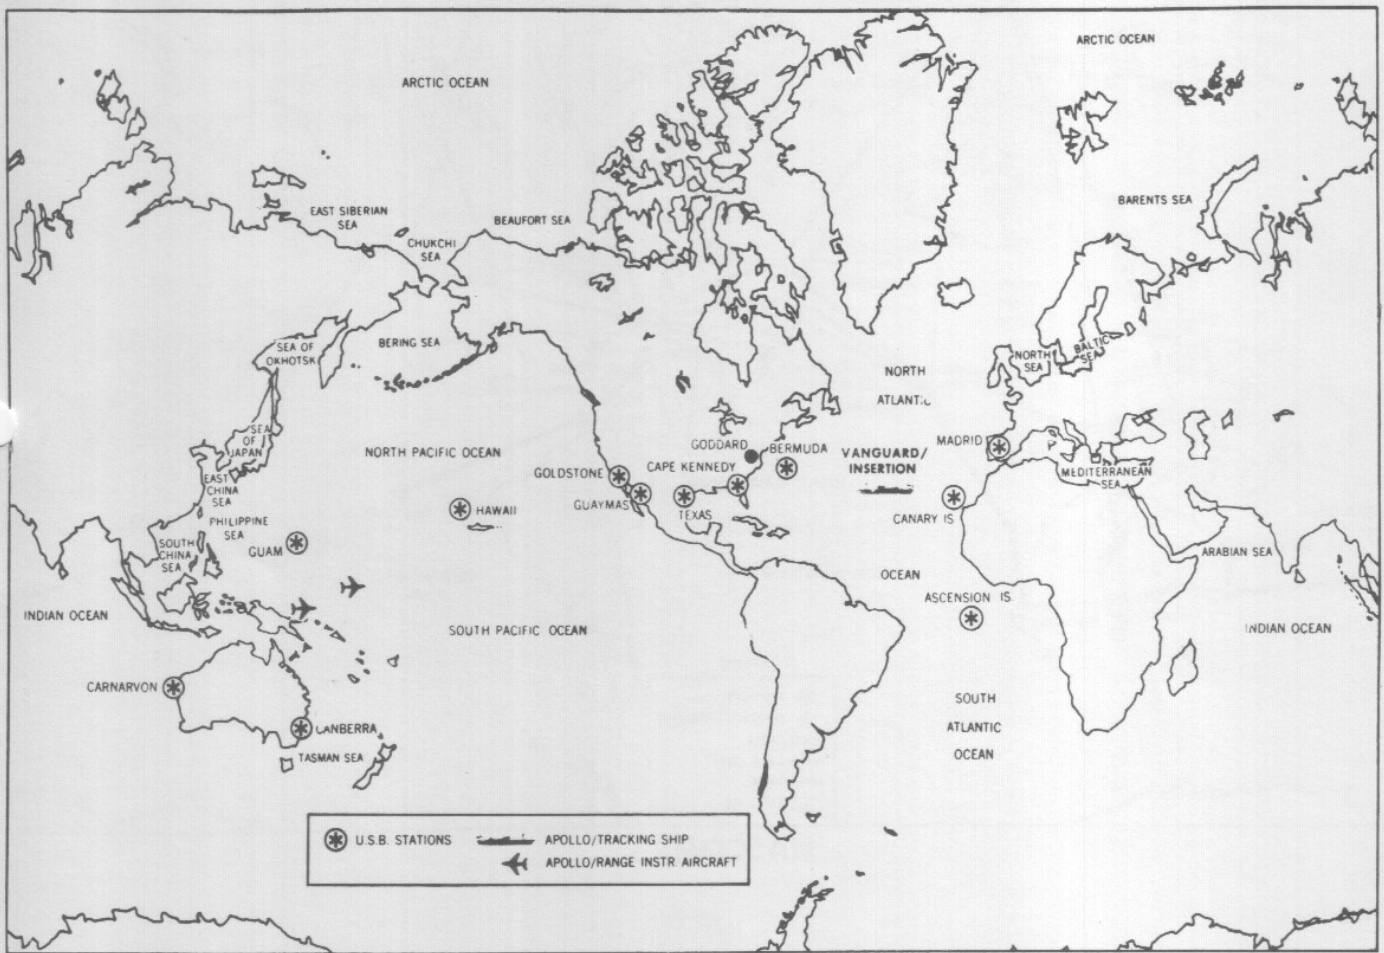 ARCTIC OCEAN
ARCTIC OCEAN
BARENTS SEA
EAST SIBERIAN
SEA
BEAUFORT SEA
CHUKCHI
SEA
SEA OF
OKHOTSK
BERING SEA
NORTH
SEA
BALTIC
SEA
NORTH
ATLANTIC
SEA
OF
JAPAN
NORTH PACIFIC OCEAN
GODDARD
BERMUDA
VANGUARD/
INSERTION
MADRID
MEDITERRANEAN
SEA
GOLDSTONE
CAPE KENNEDY
EAST
CHINA
SEA
GUAYMAS
TEXAS
HAWAII
CANARY IS
PHILIPPINE
SEA
SOUTH
CHINA
SEA
GUAM
ARABIAN SEA
OCEAN
ASCENSION IS.
INDIAN OCEAN
SOUTH PACIFIC OCEAN
INDIAN OCEAN
CARNARVON
SOUTH
ATLANTIC
OCEAN
CANBERRA
TASMAN SEA
U.S.B. STATIONS
APOLLO/TRACKING SHIP
APOLLO/RANGE INSTR. AIRCRAFT